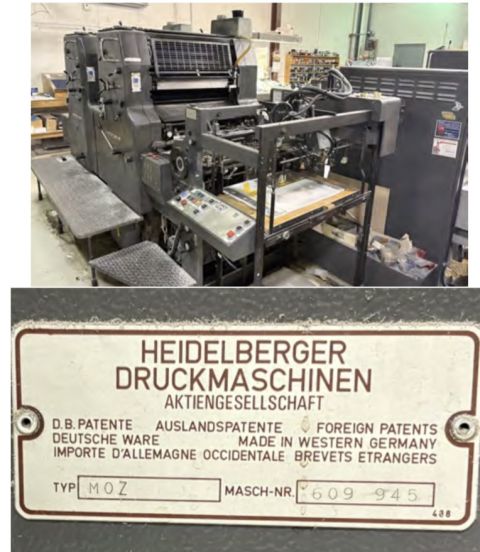 HEIDELBERGER
DRUCKMASCHINEN
AKTIENGESELLSCHAFT
D.B. PATENTE AUSLANDSPATENTE FOREIGN PATENTS
DEUTSCHE WARE MADE IN WESTERN GERMANY
IMPORTE D'ALLEMAGNE OCCIDENTALE BREVETS ETRANGERS
TYP MOZ MASCH-NR. 609 945
488